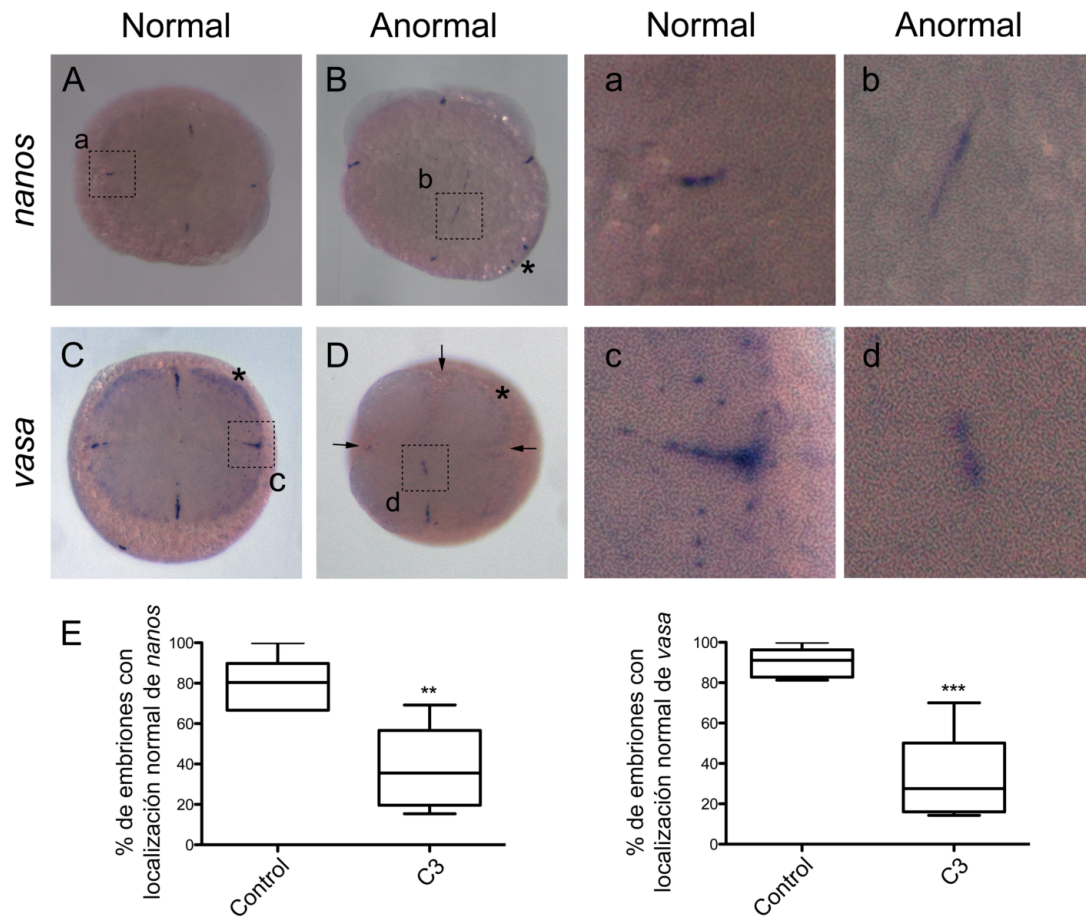 Normal
Anormal
Normal
Anormal
nanos
A
a
B
b
*
a
b
vasa
C
*
c
D
*
d
c
d
E
% de embriones con
localización normal de nanos
100
80
60
40
20
0
**
Control
C3
% de embriones con
localización normal de vasa
100
80
60
40
20
0
***
Control
C3